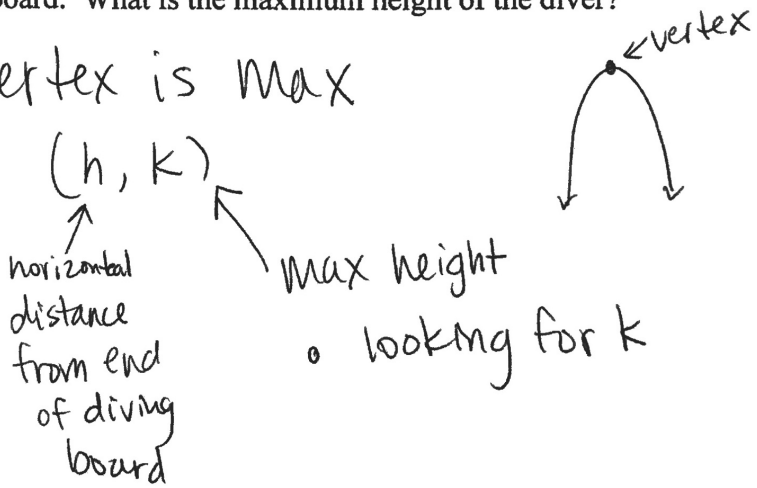 board. What is the maximum height of the diver?
←vertex
ertex is max
(h, k)
horizontal
distance
from end
of diving
board
max height
• looking for k